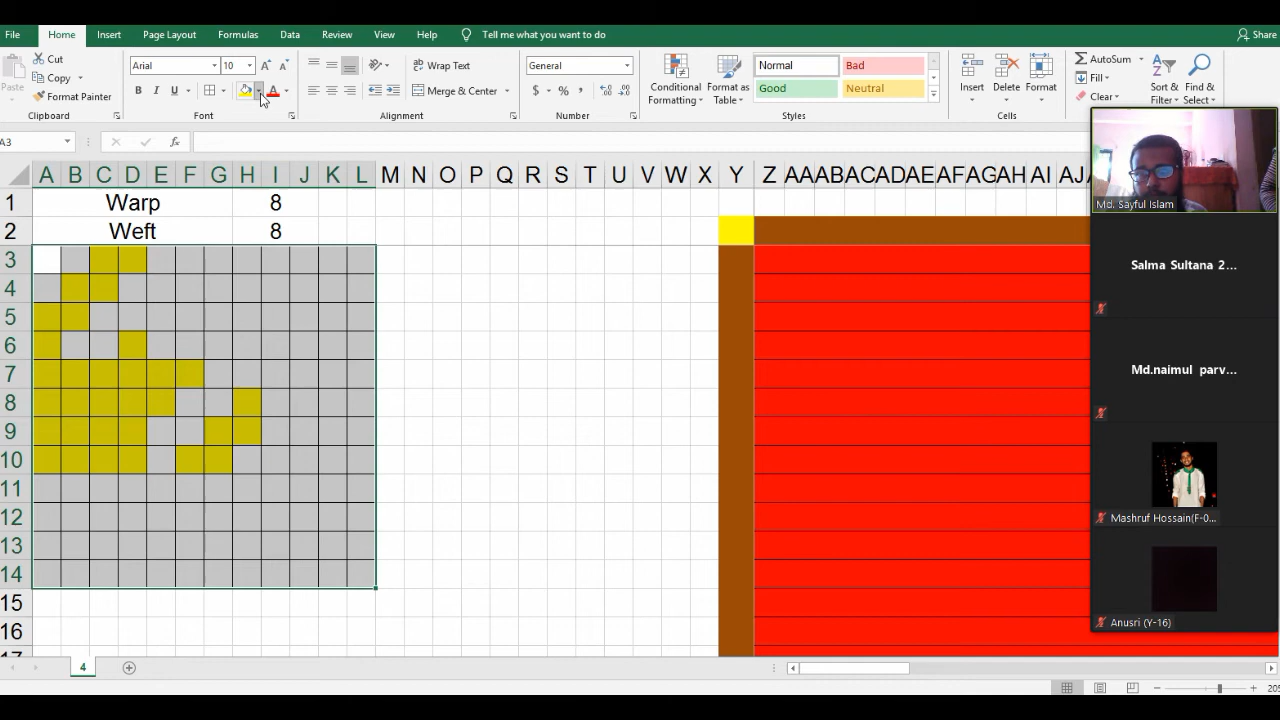 File Home Insert Page Layout Formulas Data Review View Help Tell me what you want to do Share
Cut
Copy
Format Painter
Clipboard
Arial 10
B I U
Font
Wrap Text
Merge & Center
Alignment
General
$ % ,
Number
Conditional Formatting
Format as Table
Normal Bad
Good Neutral
Styles
Insert Delete Format
Cells
AutoSum
Fill
Clear
Sort & Filter
Find & Select
A3 fx
A B C D E F G H I J K L M N O P Q R S T U V W X Y Z AA AB AC AD AE AF AG AH AI AJ
1 Warp 8
2 Weft 8
3
4
5
6
7
8
9
10
11
12
13
14
15
16
17
4
Md. Sayful Islam
Salma Sultana 2...
Md.naimul parv...
Mashruf Hossain(F-0...
Anusri (Y-16)